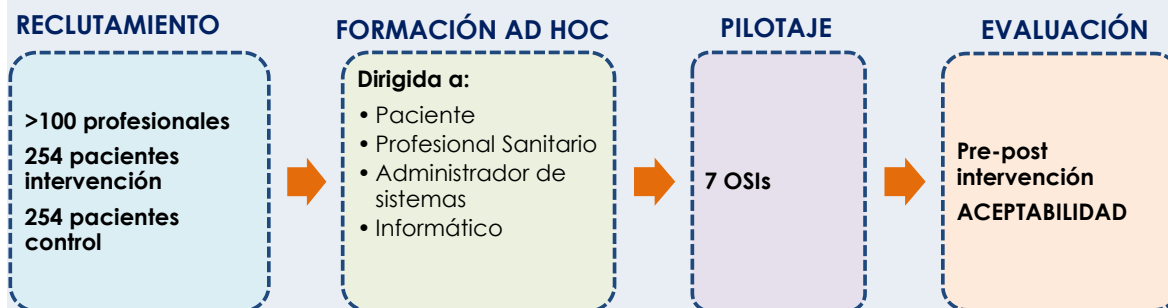 RECLUTAMIENTO
>100 profesionales
254 pacientes
intervención
254 pacientes
control
FORMACIÓN AD HOC
Dirigida a:
• Paciente
• Profesional Sanitario
• Administrador de
sistemas
• Informático
PILOTAJE
7 OSIs
EVALUACIÓN
Pre-post
intervención
ACEPTABILIDAD